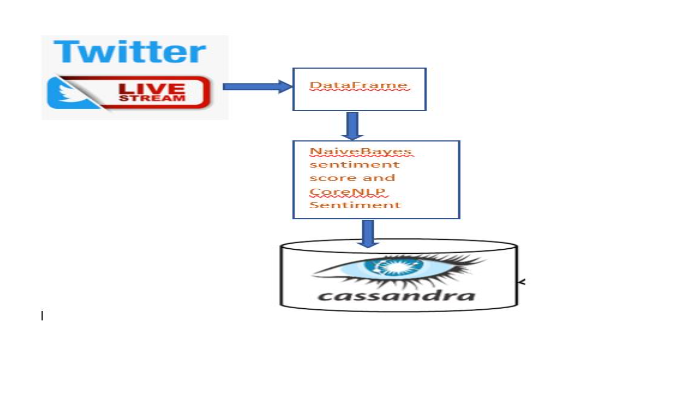 Twitter
LIVE
STREAM
DataFrame
NaiveBayes
sentiment
score and
CoreNLP
Sentiment
cassandra